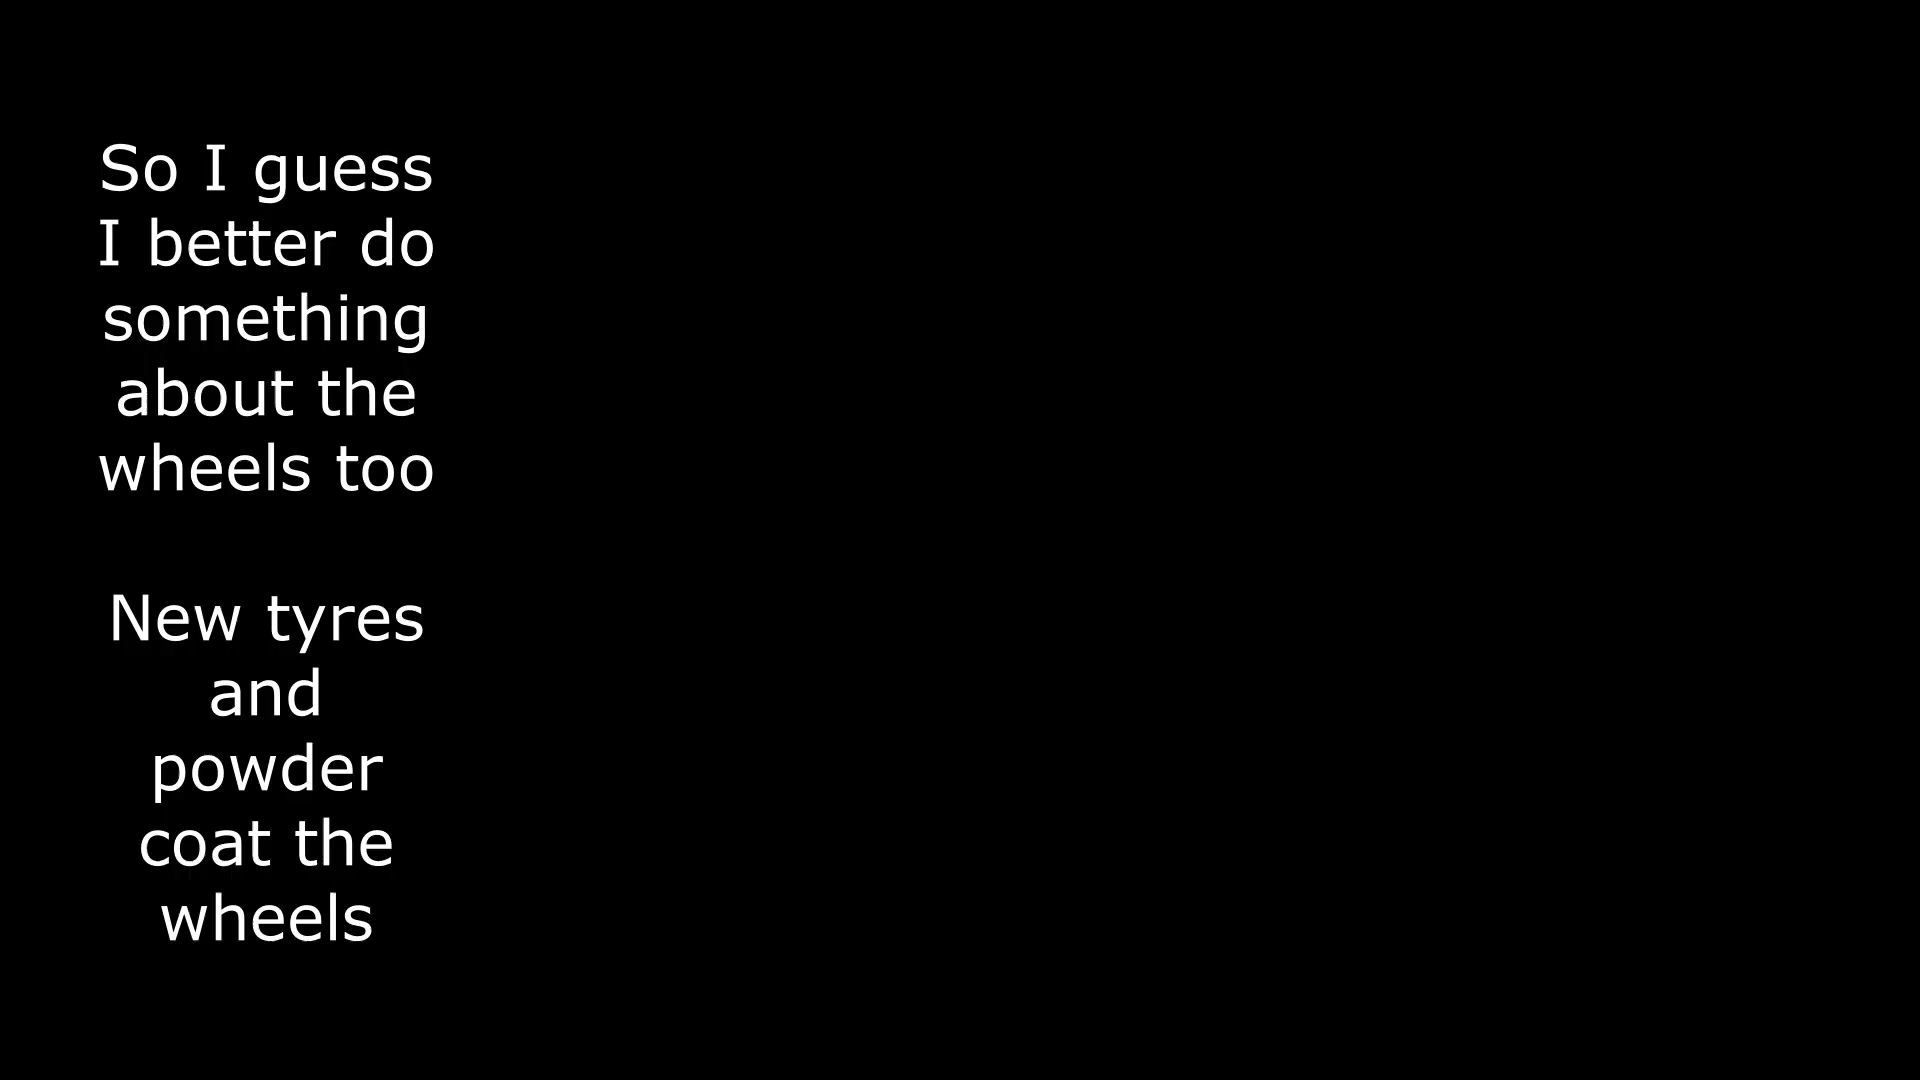 So I guess
I better do
something
about the
wheels too
New tyres
and
powder
coat the
wheels